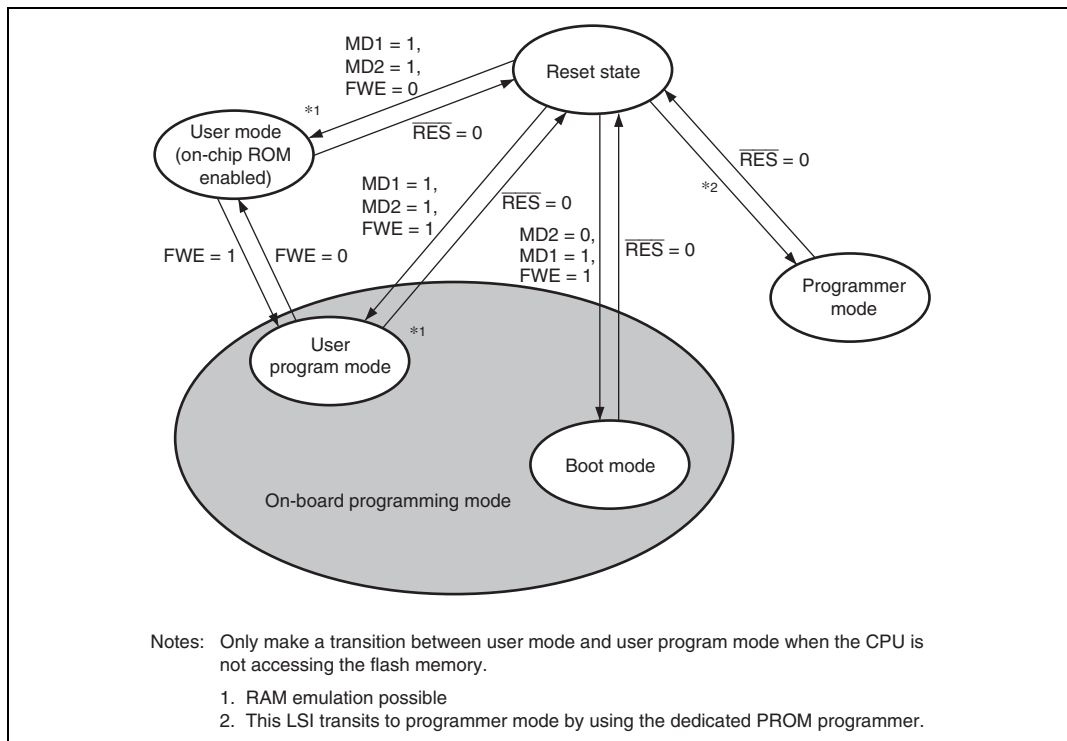 MD1 = 1,
MD2 = 1,
FWE = 0
Reset state
*1
User mode
(on-chip ROM
enabled)
RES = 0
MD1 = 1,
MD2 = 1,
FWE = 1
RES = 0
*2
RES = 0
MD2 = 0,
MD1 = 1,
FWE = 1
RES = 0
FWE = 1
FWE = 0
Programmer
mode
*1
User
program mode
Boot mode
On-board programming mode
Notes: Only make a transition between user mode and user program mode when the CPU is
not accessing the flash memory.
1. RAM emulation possible
2. This LSI transits to programmer mode by using the dedicated PROM programmer.